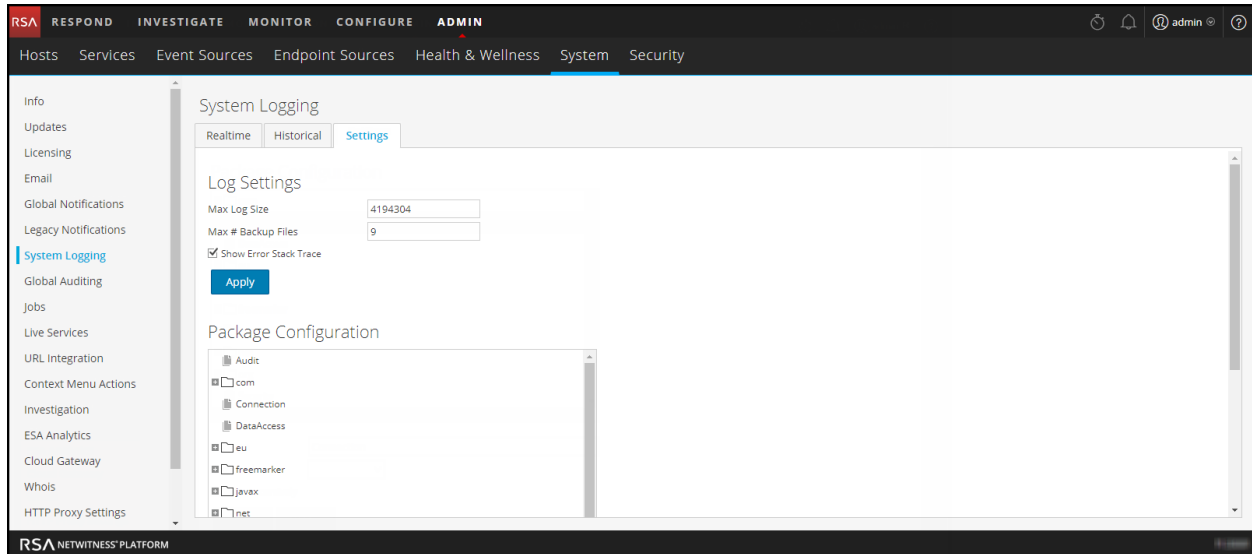 RSA RESPOND INVESTIGATE MONITOR CONFIGURE ADMIN admin
Hosts Services Event Sources Endpoint Sources Health & Wellness System Security
Info
Updates
Licensing
Email
Global Notifications
Legacy Notifications
System Logging
Global Auditing
Jobs
Live Services
URL Integration
Context Menu Actions
Investigation
ESA Analytics
Cloud Gateway
Whois
HTTP Proxy Settings
System Logging
Realtime Historical Settings
Log Settings
Max Log Size 4194304
Max # Backup Files 9
Show Error Stack Trace
Apply
Package Configuration
Audit
com
Connection
DataAccess
eu
freemarker
javax
net
RSA NETWITNESS® PLATFORM